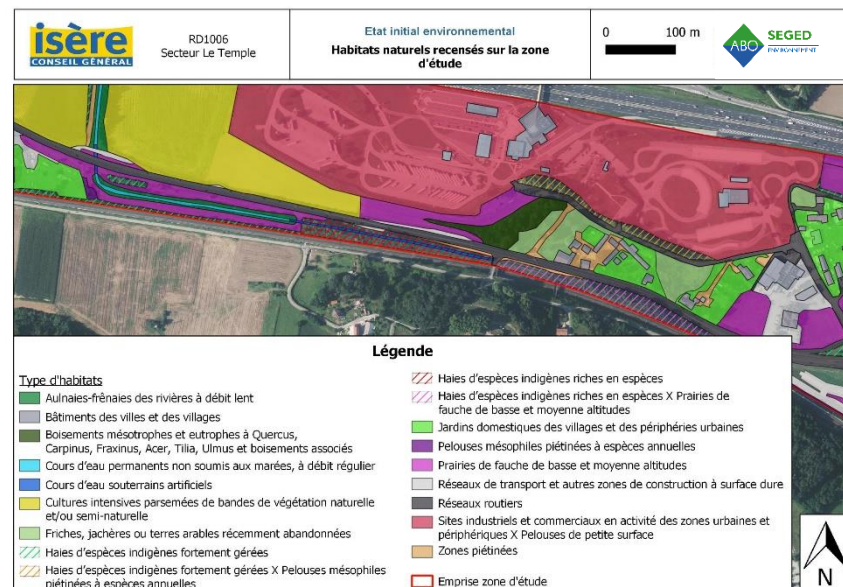 isère
CONSEIL GÉNÉRAL
RD1006
Secteur Le Temple
Etat initial environnemental
Habitats naturels recensés sur la zone
d'étude
0 100 m
ABO
SEGED
ENVIRONNEMENT
Légende
Type d'habitats
Aulnaies-frênaies des rivières à débit lent
Bâtiments des villes et des villages
Boisements mésotrophes et eutrophes à Quercus,
Carpinus, Fraxinus, Acer, Tilia, Ulmus et boisements associés
Cours d'eau permanents non soumis aux marées, à débit régulier
Cours d'eau souterrains artificiels
Cultures intensives parsemées de bandes de végétation naturelle
et/ou semi-naturelle
Friches, jachères ou terres arables récemment abandonnées
Haies d'espèces indigènes fortement gérées
Haies d'espèces indigènes fortement gérées X Pelouses mésophiles
piétinées à espèces annuelles
Haies d'espèces indigènes riches en espèces
Haies d'espèces indigènes riches en espèces X Prairies de
fauche de basse et moyenne altitudes
Jardins domestiques des villages et des périphéries urbaines
Pelouses mésophiles piétinées à espèces annuelles
Prairies de fauche de basse et moyenne altitudes
Réseaux de transport et autres zones de construction à surface dure
Réseaux routiers
Sites industriels et commerciaux en activité des zones urbaines et
périphériques X Pelouses de petite surface
Zones piétinées
Emprise zone d'étude
N